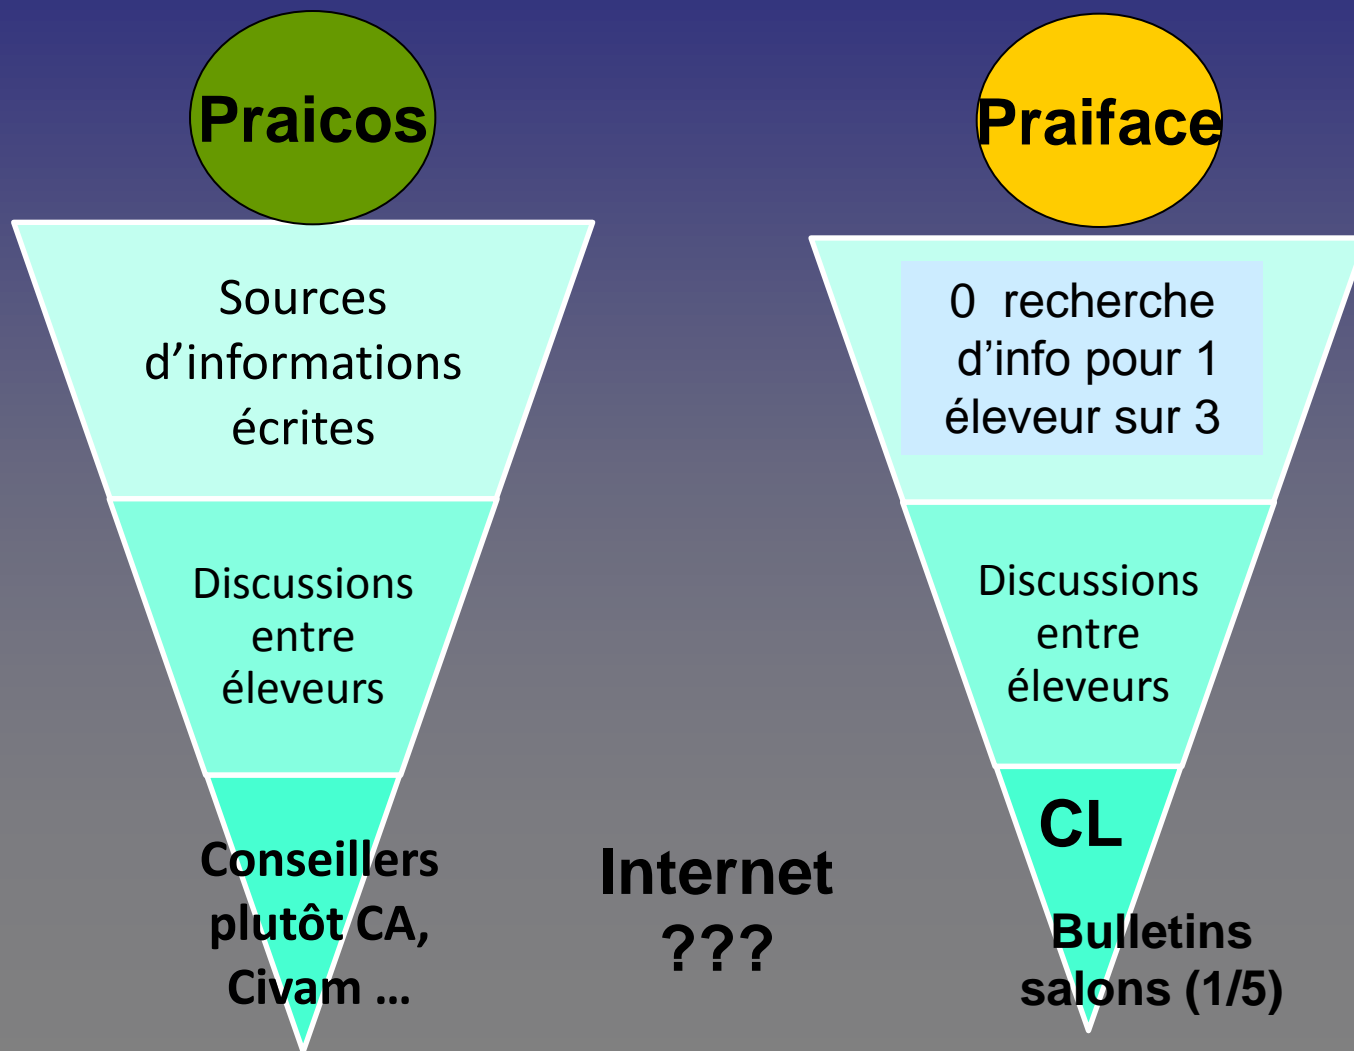 Praicos
Sources
d’informations
écrites
Discussions
entre
éleveurs
Conseillers
plutôt CA,
Civam ...
Internet
???
Praiface
0 recherche
d’info pour 1
éleveur sur 3
Discussions
entre
éleveurs
CL
Bulletins
salons (1/5)